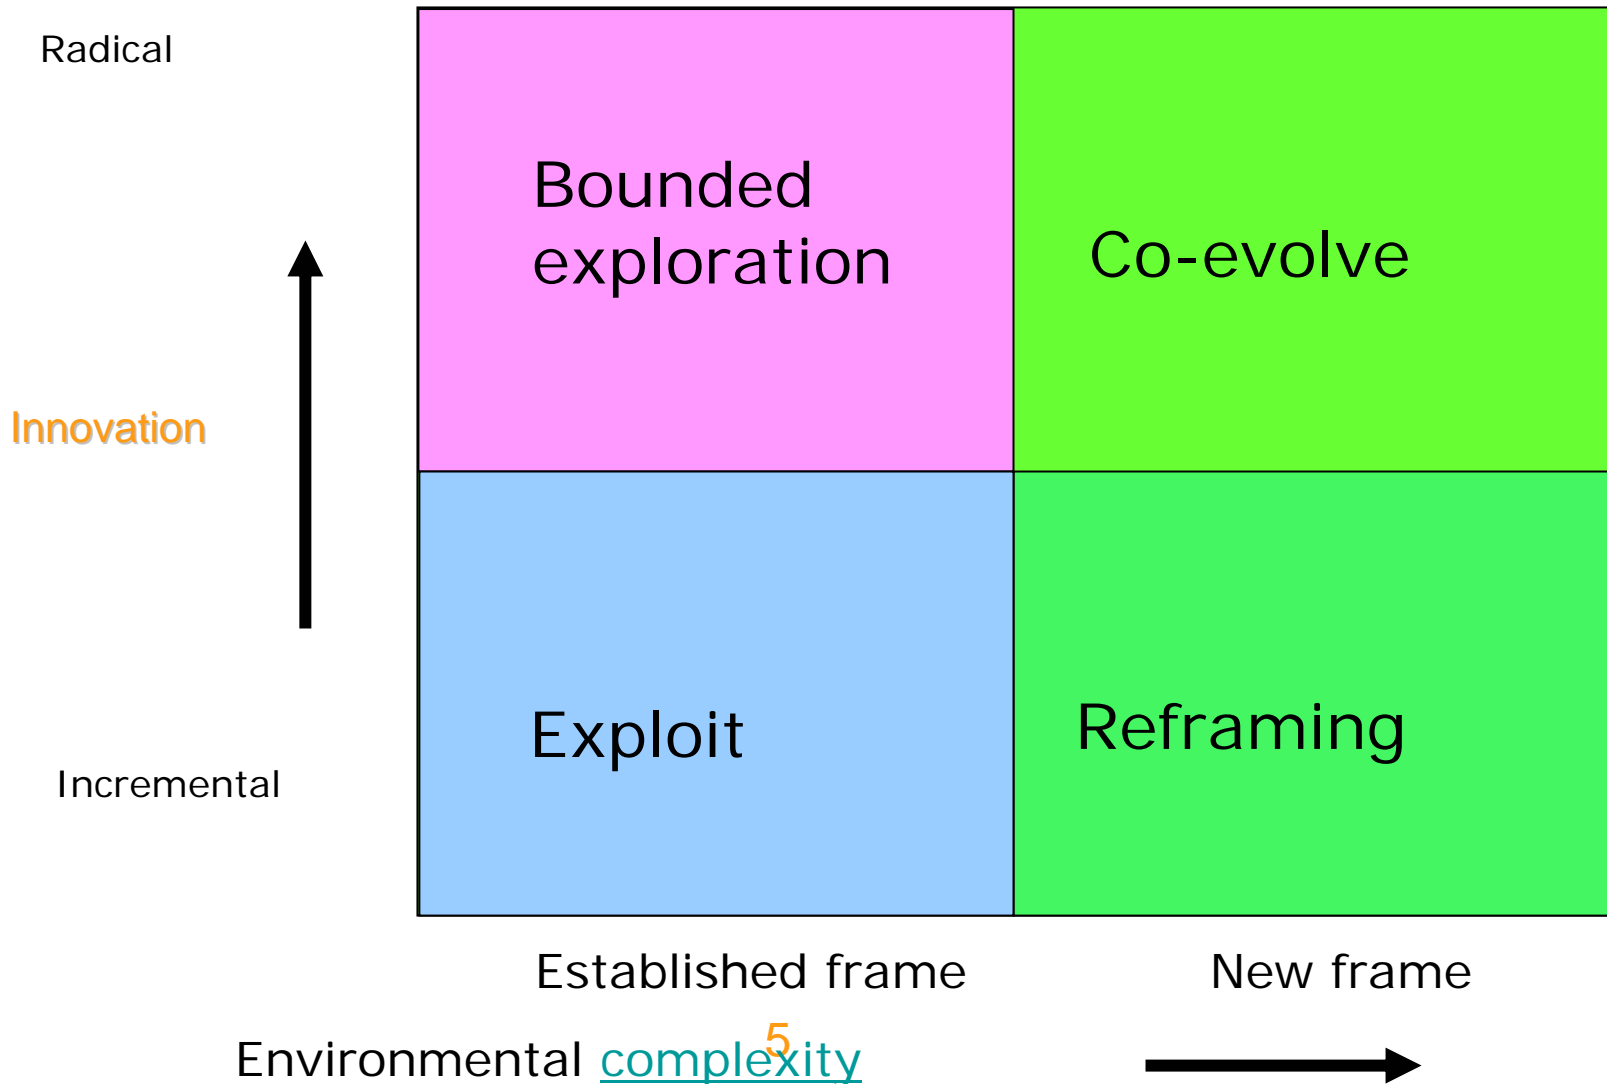 Radical
Bounded
exploration
Co-evolve
Innovation
Exploit
Reframing
Incremental
Established frame
New frame
5
Environmental complexity